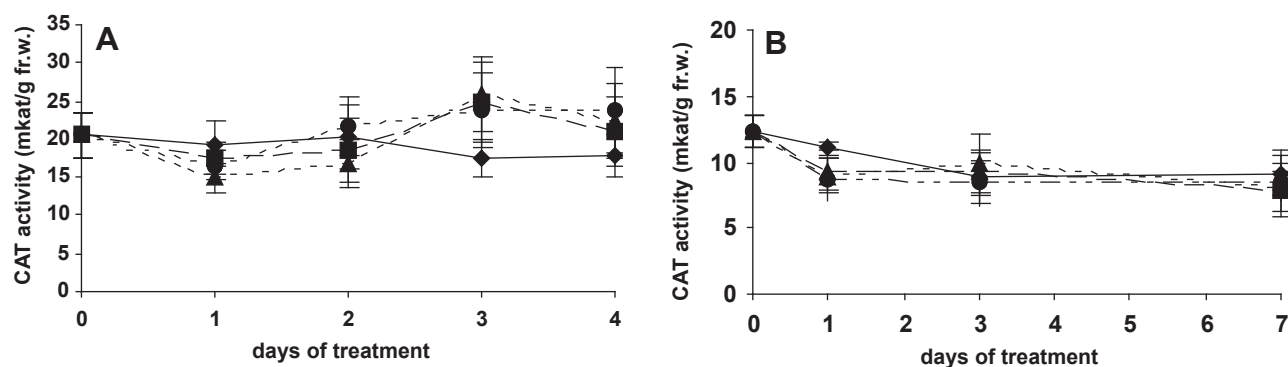 A
CAT activity (mkat/g fr.w.)
35
30
25
20
15
10
5
0
0 1 2 3 4
days of treatment
B
CAT activity (mkat/g fr.w.)
20
15
10
5
0
0 1 2 3 4 5 6 7
days of treatment